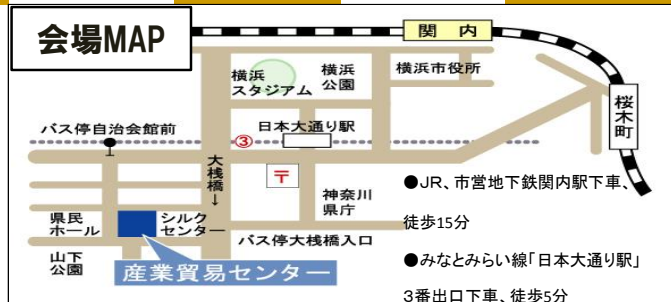 会場MAP
関 内
横浜
スタジアム
横浜
公園
横浜市役所
桜木町
バス停自治会館前
③
日本大通り駅
大桟橋↓
〒
神奈川
県庁
●JR、市営地下鉄関内駅下車、
徒歩15分
県民
ホール
シルク
センター
バス停大桟橋入口
●みなとみらい線「日本大通り駅」
3番出口下車、徒歩5分
山下
公園
産業貿易センター